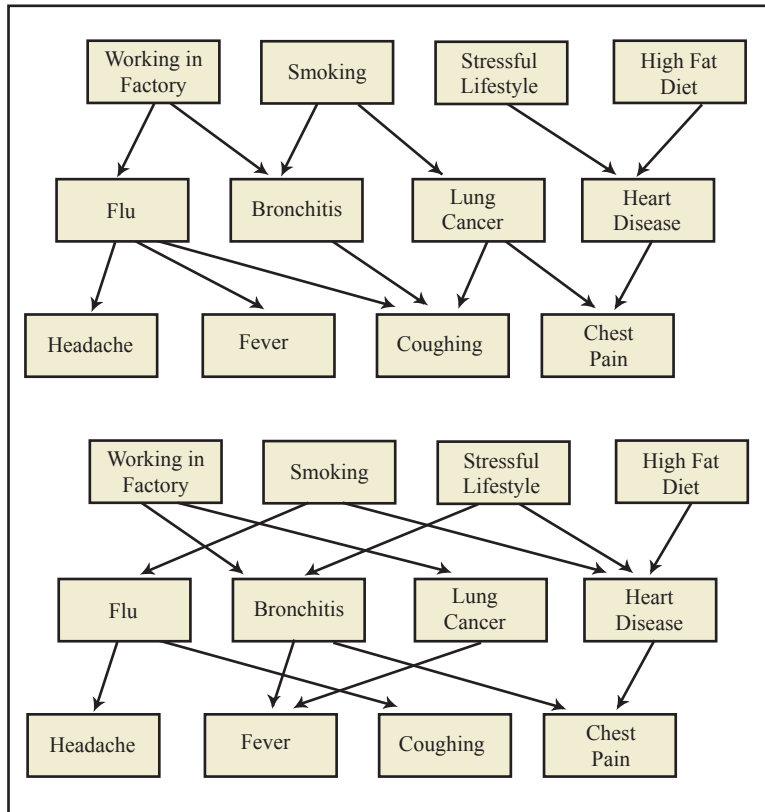 Working in
Factory
Smoking
Stressful
Lifestyle
High Fat
Diet
Flu
Bronchitis
Lung
Cancer
Heart
Disease
Headache
Fever
Coughing
Chest
Pain
Working in
Factory
Smoking
Stressful
Lifestyle
High Fat
Diet
Flu
Bronchitis
Lung
Cancer
Heart
Disease
Headache
Fever
Coughing
Chest
Pain